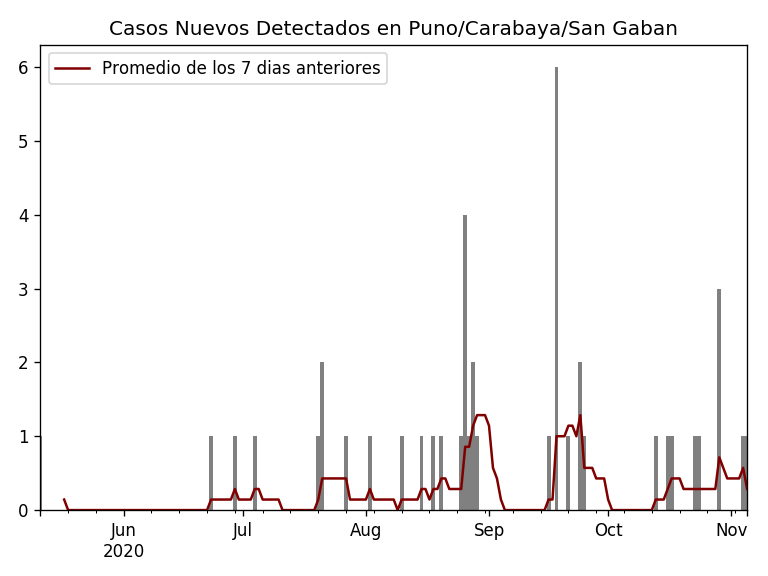 Casos Nuevos Detectados en Puno/Carabaya/San Gaban
Promedio de los 7 dias anteriores
6
5
4
3
2
1
0
Jun Jul Aug Sep Oct Nov
2020